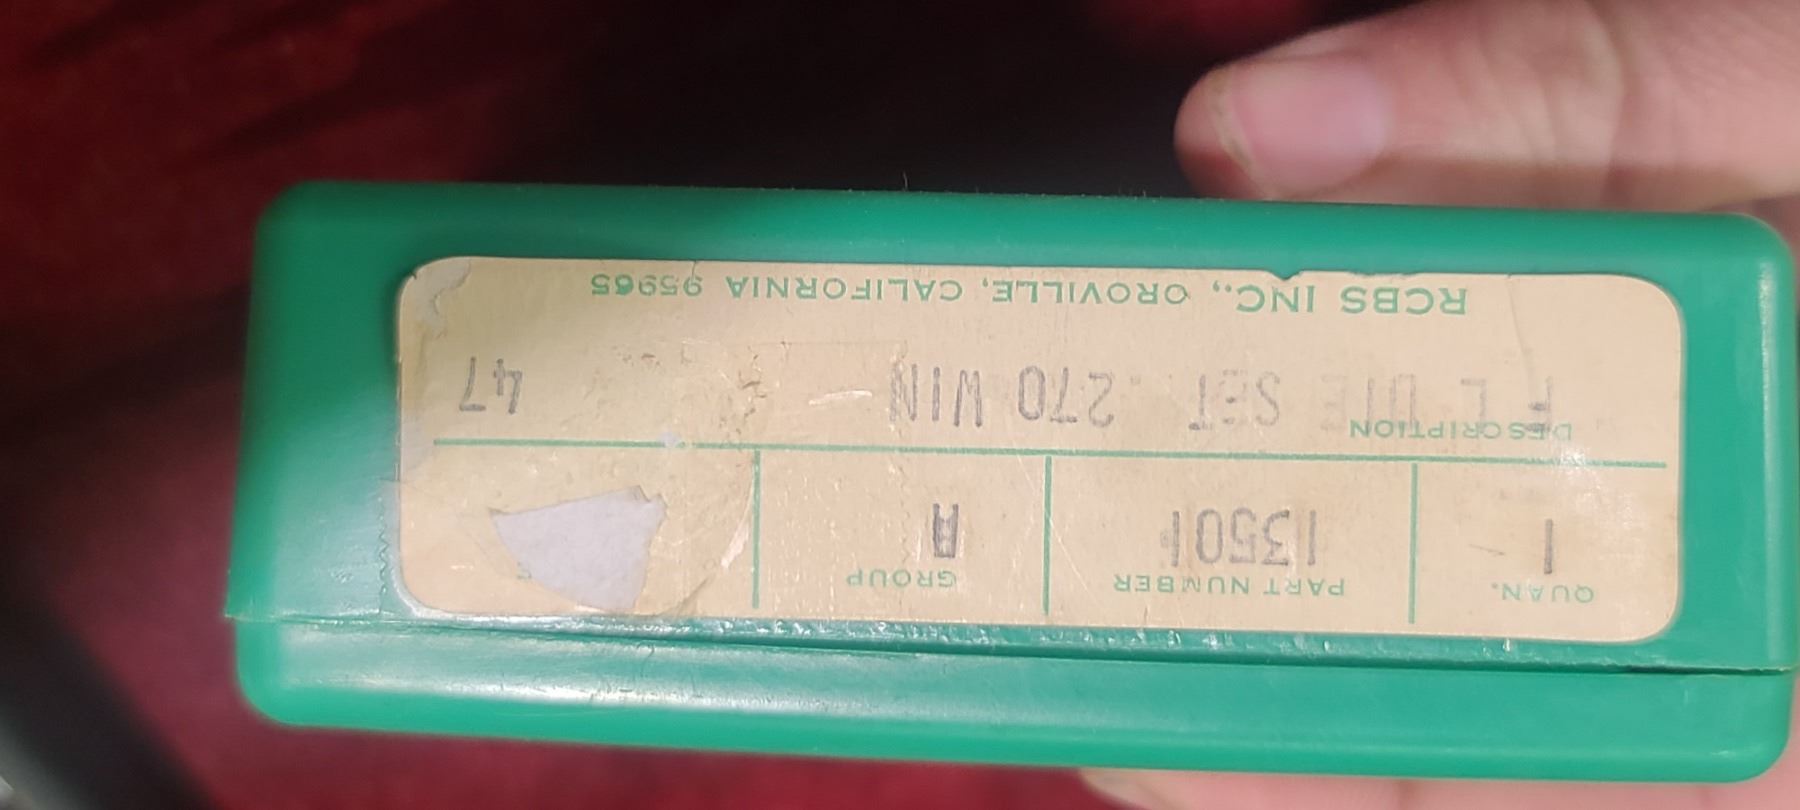 QUAN. PART NUMBER GROUP
1 13501 A
DESCRIPTION
F L DIE SET .270 WIN 47
RCBS INC., OROVILLE, CALIFORNIA 95965